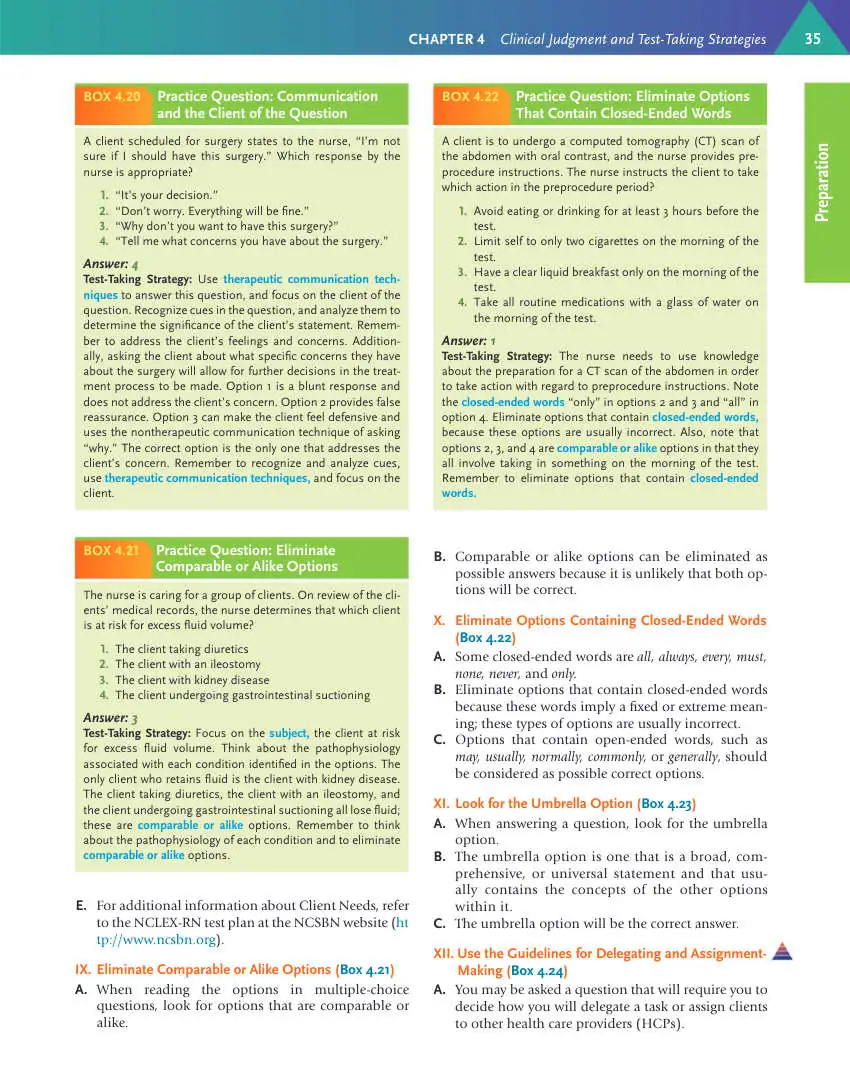 CHAPTER 4 Clinical Judgment and Test-Taking Strategies 35
BOX 4.20 Practice Question: Communication
and the Client of the Question
A client scheduled for surgery states to the nurse, “I’m not
sure if I should have this surgery.” Which response by the
nurse is appropriate?
1. “It’s your decision.”
2. “Don’t worry. Everything will be fine.”
3. “Why don’t you want to have this surgery?”
4. “Tell me what concerns you have about the surgery.”
Answer: 4
Test-Taking Strategy: Use therapeutic communication tech-
niques to answer this question, and focus on the client of the
question. Recognize cues in the question, and analyze them to
determine the significance of the client’s statement. Remem-
ber to address the client’s feelings and concerns. Addition-
ally, asking the client about what specific concerns they have
about the surgery will allow for further decisions in the treat-
ment process to be made. Option 1 is a blunt response and
does not address the client’s concern. Option 2 provides false
reassurance. Option 3 can make the client feel defensive and
uses the nontherapeutic communication technique of asking
“why.” The correct option is the only one that addresses the
client’s concern. Remember to recognize and analyze cues,
use therapeutic communication techniques, and focus on the
client.
BOX 4.21 Practice Question: Eliminate
Comparable or Alike Options
The nurse is caring for a group of clients. On review of the cli-
ents’ medical records, the nurse determines that which client
is at risk for excess fluid volume?
1. The client taking diuretics
2. The client with an ileostomy
3. The client with kidney disease
4. The client undergoing gastrointestinal suctioning
Answer: 3
Test-Taking Strategy: Focus on the subject, the client at risk
for excess fluid volume. Think about the pathophysiology
associated with each condition identified in the options. The
only client who retains fluid is the client with kidney disease.
The client taking diuretics, the client with an ileostomy, and
the client undergoing gastrointestinal suctioning all lose fluid;
these are comparable or alike options. Remember to think
about the pathophysiology of each condition and to eliminate
comparable or alike options.
E. For additional information about Client Needs, refer
to the NCLEX-RN test plan at the NCSBN website (ht
tp://www.ncsbn.org).
IX. Eliminate Comparable or Alike Options (Box 4.21)
A. When reading the options in multiple-choice
questions, look for options that are comparable or
alike.
BOX 4.22 Practice Question: Eliminate Options
That Contain Closed-Ended Words
A client is to undergo a computed tomography (CT) scan of
the abdomen with oral contrast, and the nurse provides pre-
procedure instructions. The nurse instructs the client to take
which action in the preprocedure period?
1. Avoid eating or drinking for at least 3 hours before the
test.
2. Limit self to only two cigarettes on the morning of the
test.
3. Have a clear liquid breakfast only on the morning of the
test.
4. Take all routine medications with a glass of water on
the morning of the test.
Answer: 1
Test-Taking Strategy: The nurse needs to use knowledge
about the preparation for a CT scan of the abdomen in order
to take action with regard to preprocedure instructions. Note
the closed-ended words “only” in options 2 and 3 and “all” in
option 4. Eliminate options that contain closed-ended words,
because these options are usually incorrect. Also, note that
options 2, 3, and 4 are comparable or alike options in that they
all involve taking in something on the morning of the test.
Remember to eliminate options that contain closed-ended
words.
B. Comparable or alike options can be eliminated as
possible answers because it is unlikely that both op-
tions will be correct.
X. Eliminate Options Containing Closed-Ended Words
(Box 4.22)
A. Some closed-ended words are all, always, every, must,
none, never, and only.
B. Eliminate options that contain closed-ended words
because these words imply a fixed or extreme mean-
ing; these types of options are usually incorrect.
C. Options that contain open-ended words, such as
may, usually, normally, commonly, or generally, should
be considered as possible correct options.
XI. Look for the Umbrella Option (Box 4.23)
A. When answering a question, look for the umbrella
option.
B. The umbrella option is one that is a broad, com-
prehensive, or universal statement and that usu-
ally contains the concepts of the other options
within it.
C. The umbrella option will be the correct answer.
XII. Use the Guidelines for Delegating and Assignment-
Making (Box 4.24)
A. You may be asked a question that will require you to
decide how you will delegate a task or assign clients
to other health care providers (HCPs).
Preparation